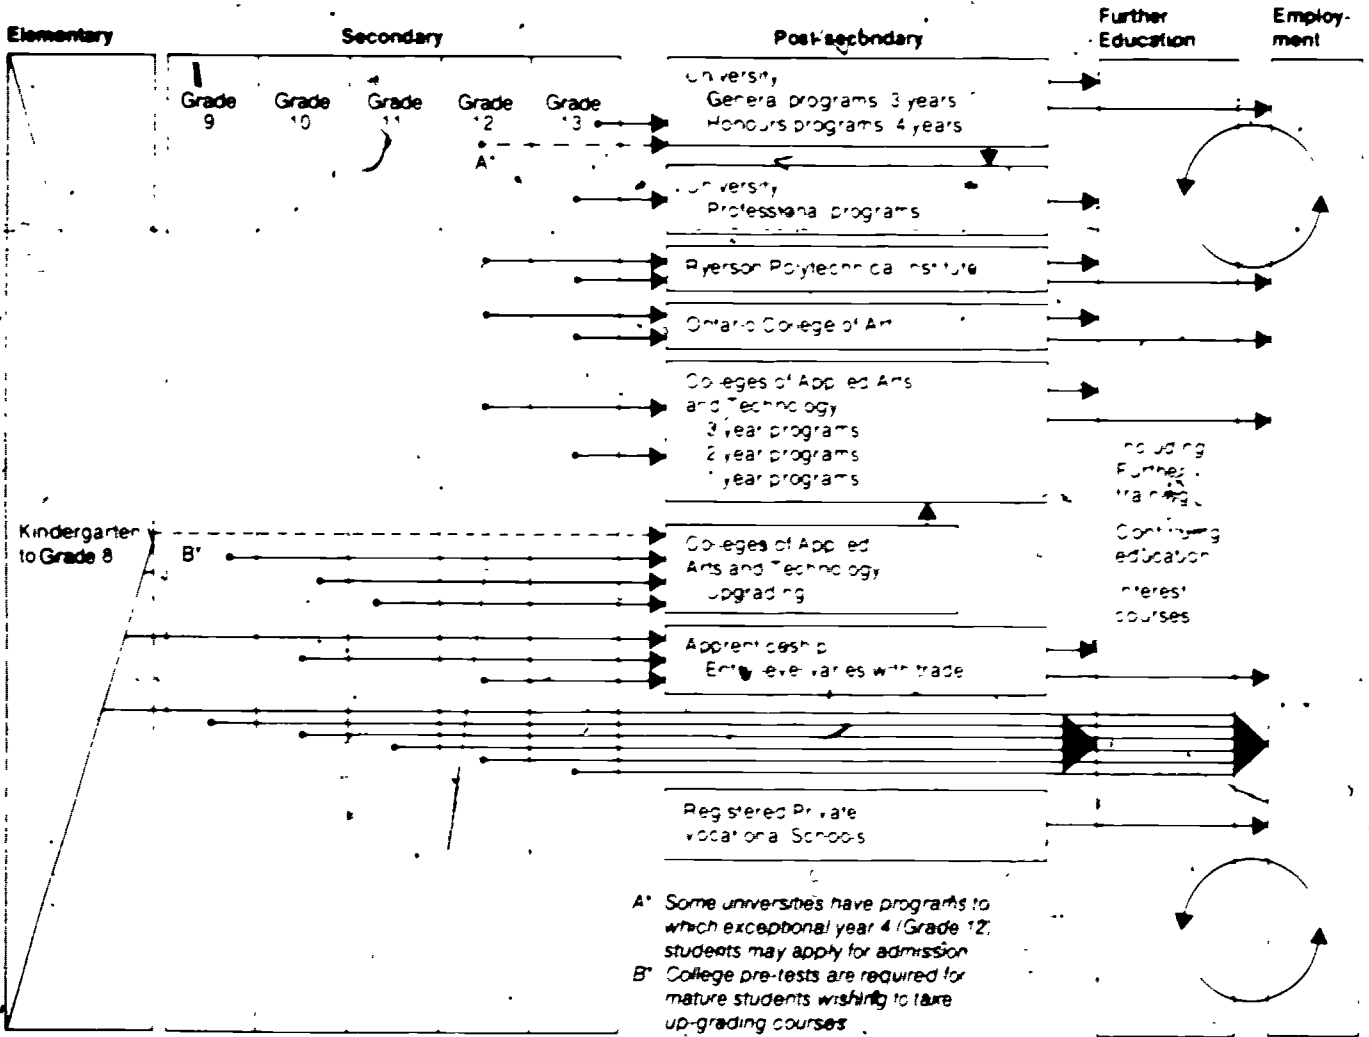 Elementary
Secondary
Post-secondary
Further
Education
Employ-
ment
Grade
9
Grade
10
Grade
11
Grade
12
Grade
13
A*
University
General programs 3 years
Honours programs 4 years
University
Professional programs
Ryerson Polytechnical Institute
Ontario College of Art
Colleges of Applied Arts
and Technology
3 year programs
2 year programs
1 year programs
Including
Further
training
Continuing
education
Interest
courses
Kindergarten
to Grade 8
B*
Colleges of Applied
Arts and Technology
Upgrading
Apprenticeship
Entry level varies with trade
Registered Private
Vocational Schools
A* Some universities have programs to
which exceptional year 4 (Grade 12)
students may apply for admission
B* College pre-tests are required for
mature students wishing to take
up-grading courses